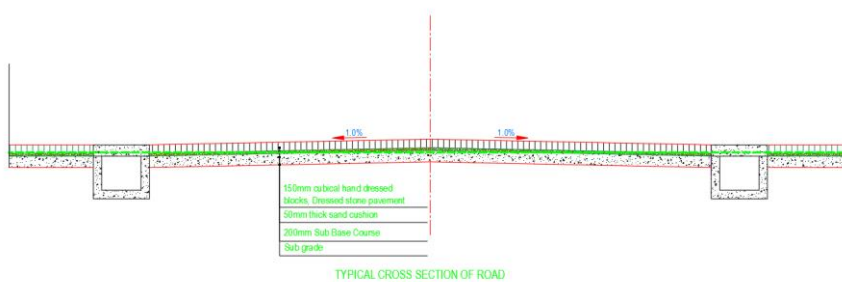 1.0% 1.0%
150mm cubical hand dressed
blocks, Dressed stone pavement
50mm thick sand cushion
200mm Sub Base Course
Sub grade
TYPICAL CROSS SECTION OF ROAD